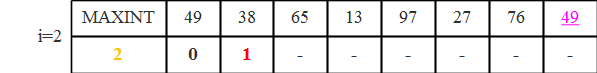 MAXINT 49 38 65 13 97 27 76 49
i=2
2 0 1 - - - - - -